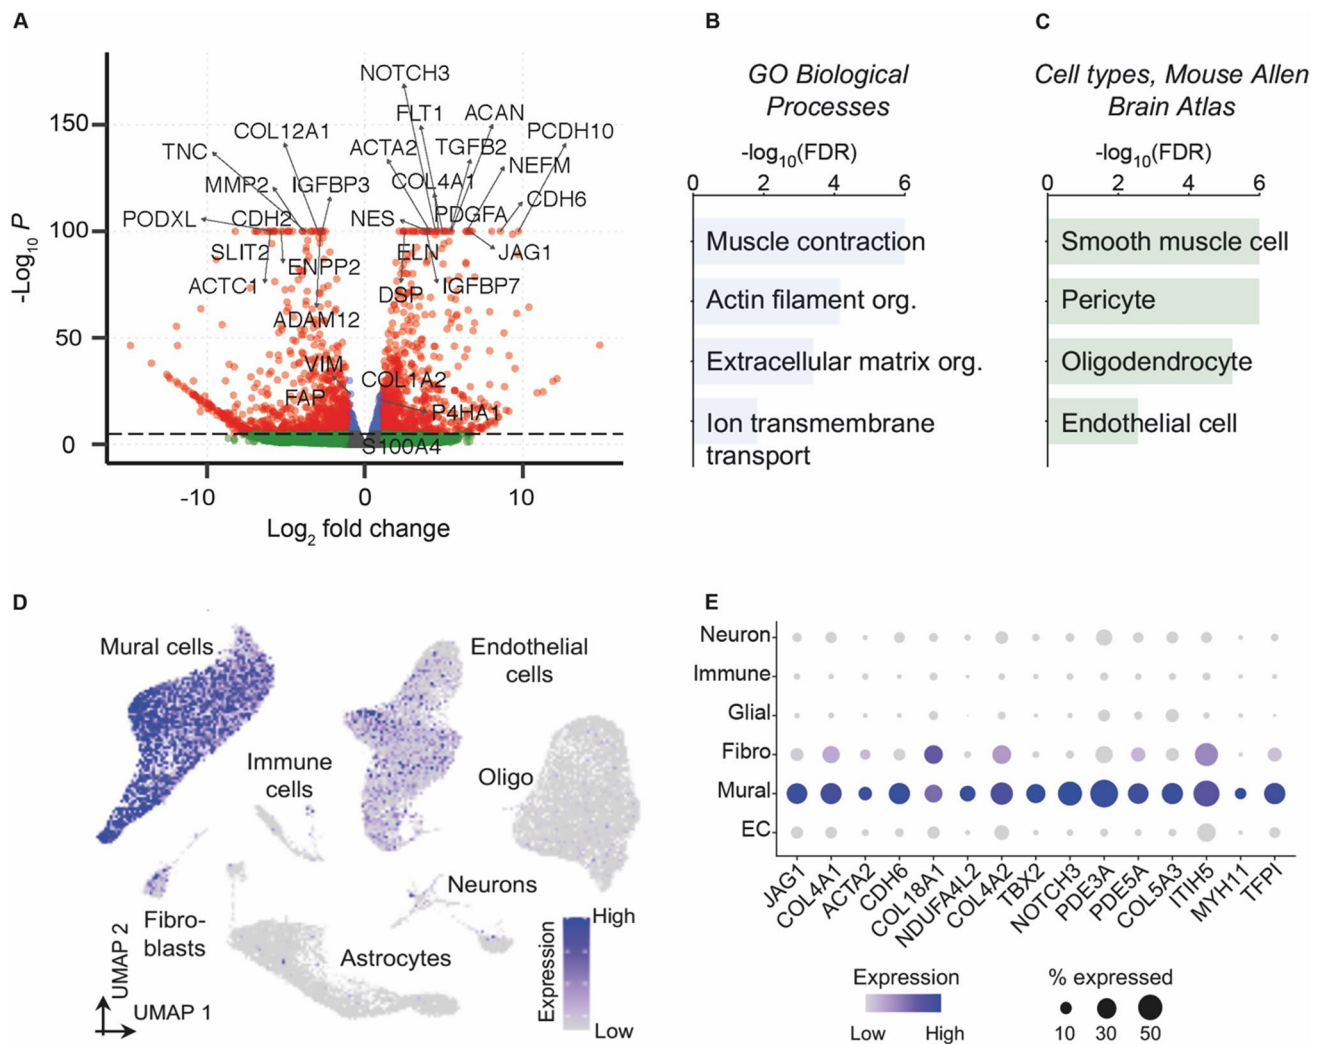 A
B
C
GO Biological
Processes
Cell types, Mouse Allen
Brain Atlas
NOTCH3
FLT1
ACAN
COL12A1
PCDH10
TNC
ACTA2
TGFB2
NEFM
MMP2
IGFBP3
COL4A1
CDH6
PODXL
CDH2
NES
PDGFA
SLIT2
ENPP2
ELN
JAG1
ACTC1
DSP
IGFBP7
ADAM12
VIM
COL1A2
FAP
P4HA1
S100A4
150
100
50
0
-Log10 P
-10
0
10
Log2 fold change
-log10(FDR)
0 2 4 6
Muscle contraction
Actin filament org.
Extracellular matrix org.
Ion transmembrane
transport
-log10(FDR)
0 2 4 6
Smooth muscle cell
Pericyte
Oligodendrocyte
Endothelial cell
D
Mural cells
Endothelial
cells
Immune
cells
Oligo
Neurons
Fibro-
blasts
Astrocytes
UMAP 2
UMAP 1
Expression
High
Low
E
Neuron
Immune
Glial
Fibro
Mural
EC
JAG1
COL4A1
ACTA2
CDH6
COL18A1
NDUFA4L2
COL4A2
TBX2
NOTCH3
PDE3A
PDE5A
COL5A3
ITIH5
MYH11
TFPI
Expression
Low High
% expressed
10 30 50